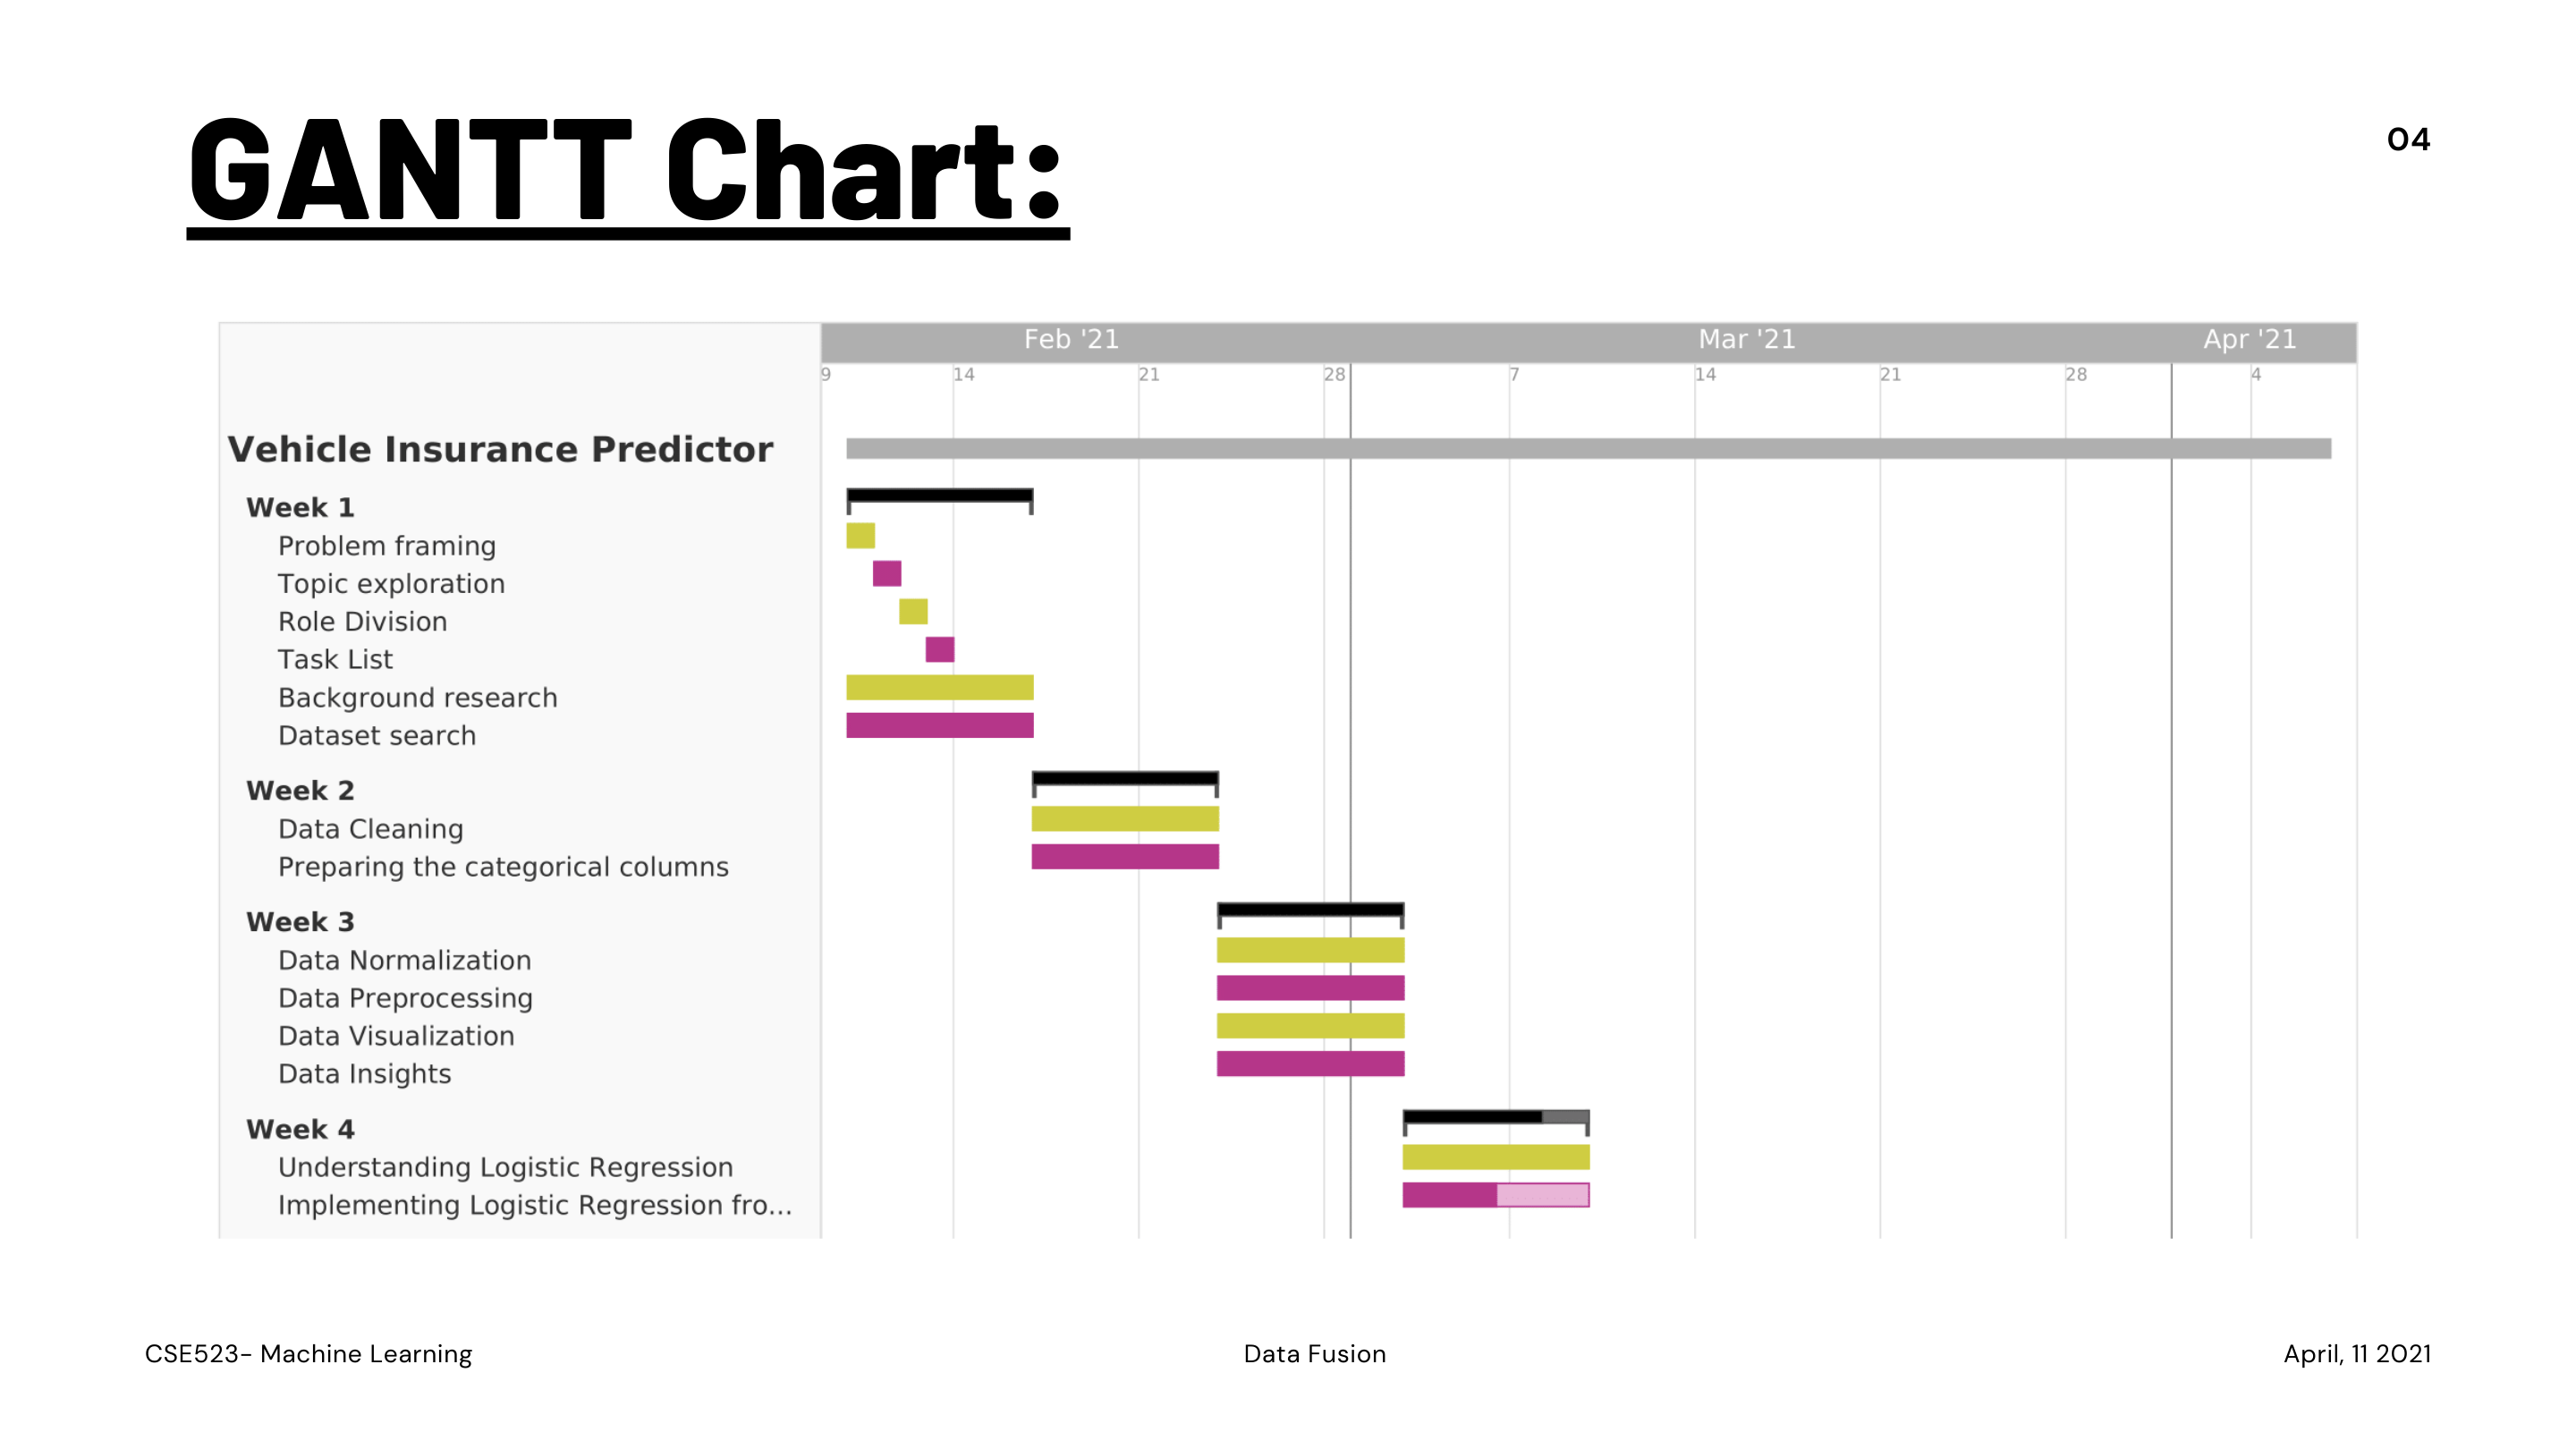 GANTT Chart:
04
Feb '21 Mar '21 Apr '21
9 14 21 28 7 14 21 28 4
Vehicle Insurance Predictor
Week 1
Problem framing
Topic exploration
Role Division
Task List
Background research
Dataset search
Week 2
Data Cleaning
Preparing the categorical columns
Week 3
Data Normalization
Data Preprocessing
Data Visualization
Data Insights
Week 4
Understanding Logistic Regression
Implementing Logistic Regression fro...
CSE523- Machine Learning Data Fusion April, 11 2021